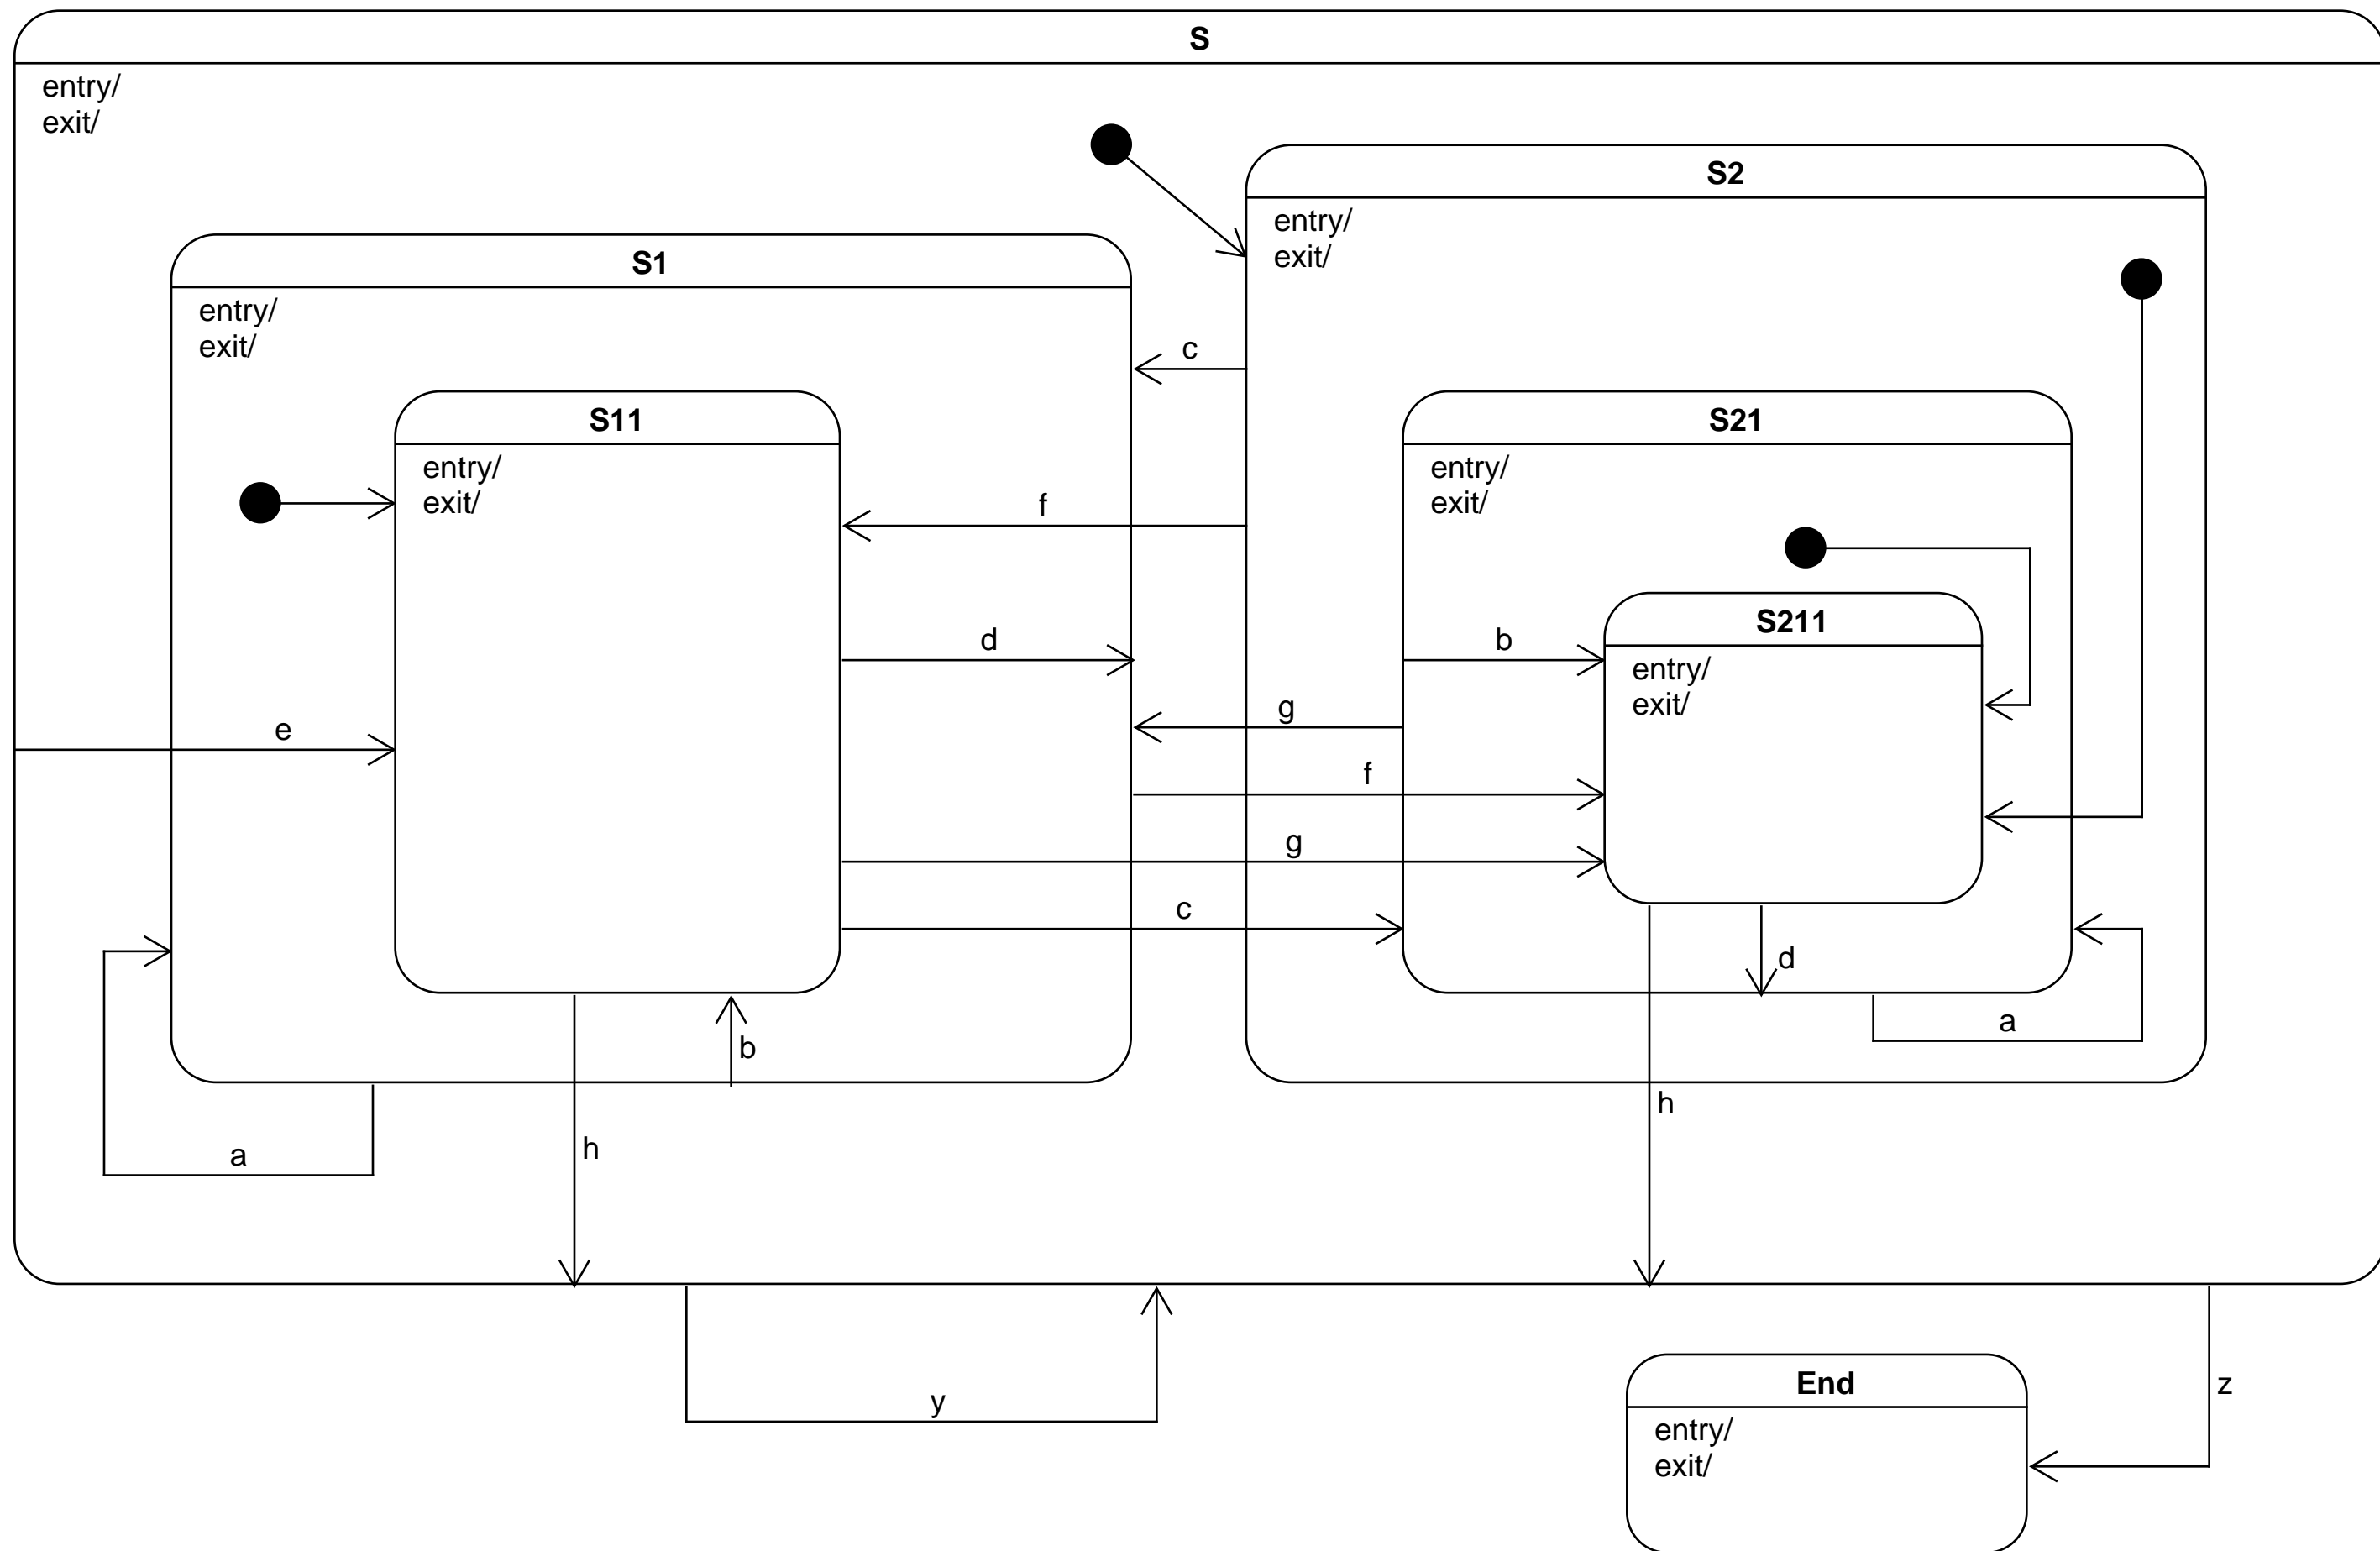 S
entry/
exit/
S2
entry/
exit/
S1
entry/
exit/
c
S11
entry/
exit/
S21
entry/
exit/
f
S211
entry/
exit/
d
b
g
e
f
g
c
d
a
b
h
h
a
y
z
End
entry/
exit/